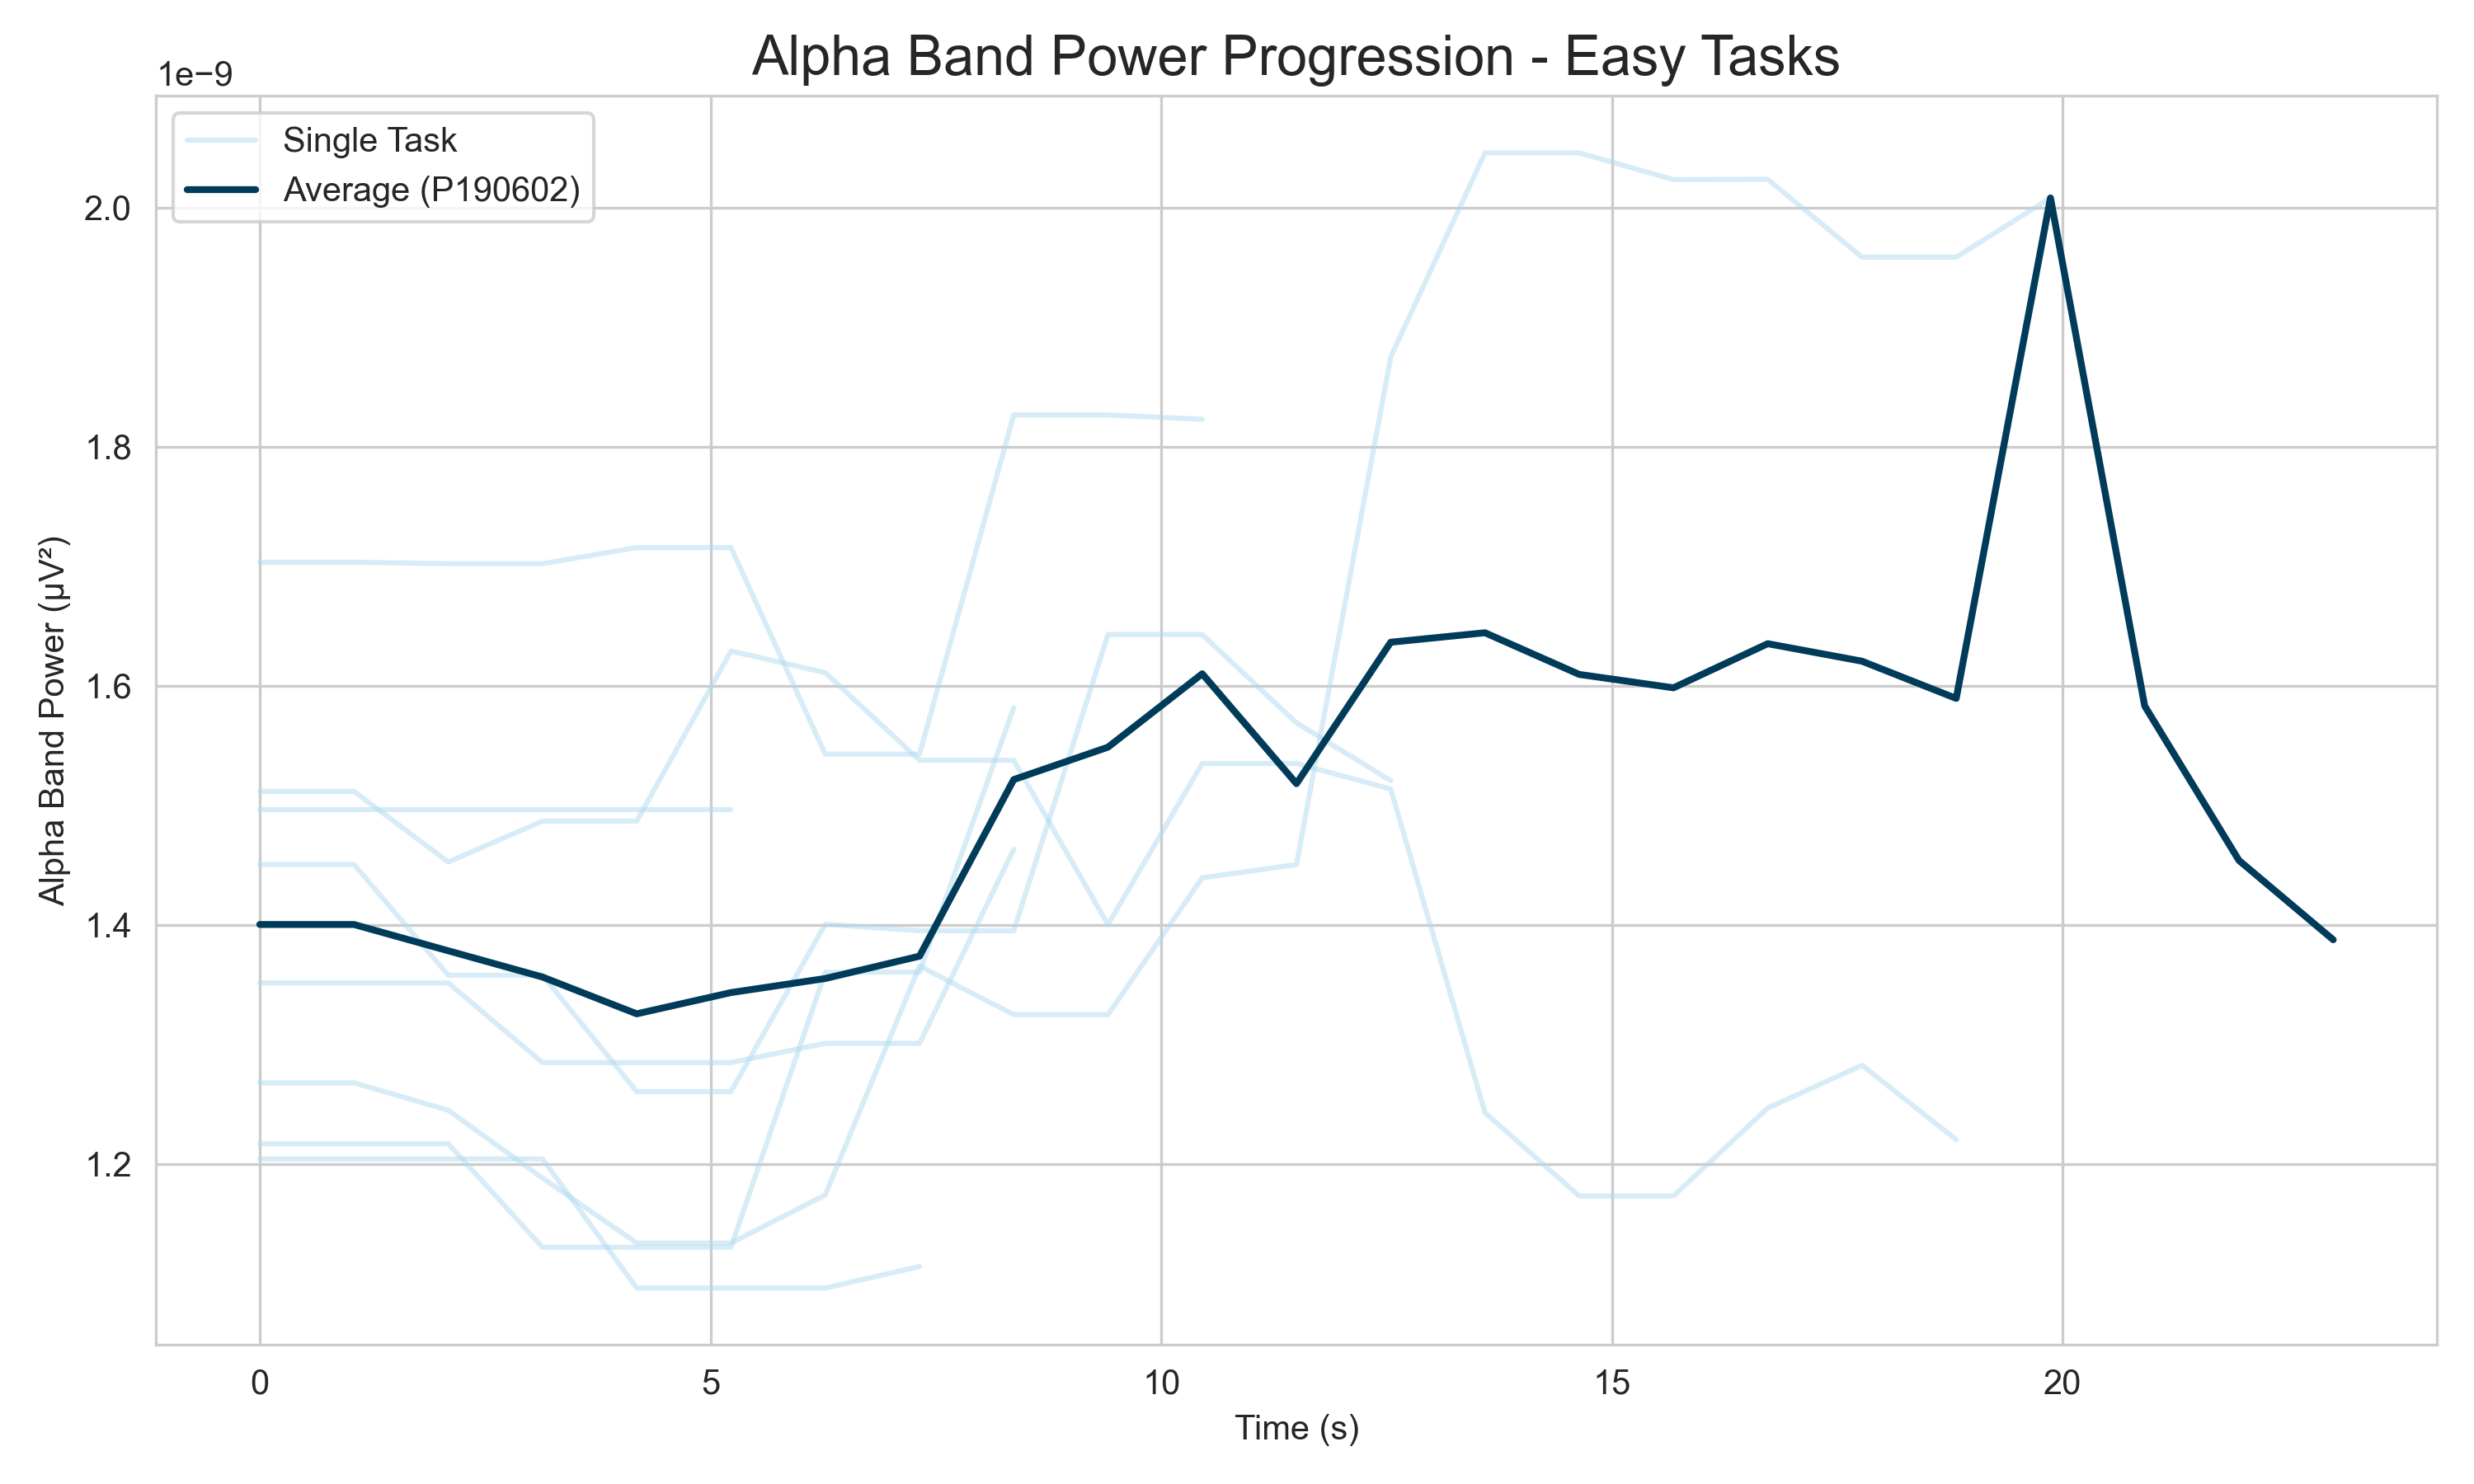 Alpha Band Power Progression - Easy Tasks
1e−9
Single Task
Average (P190602)
2.0
1.8
1.6
1.4
1.2
Alpha Band Power (µV²)
0 5 10 15 20
Time (s)